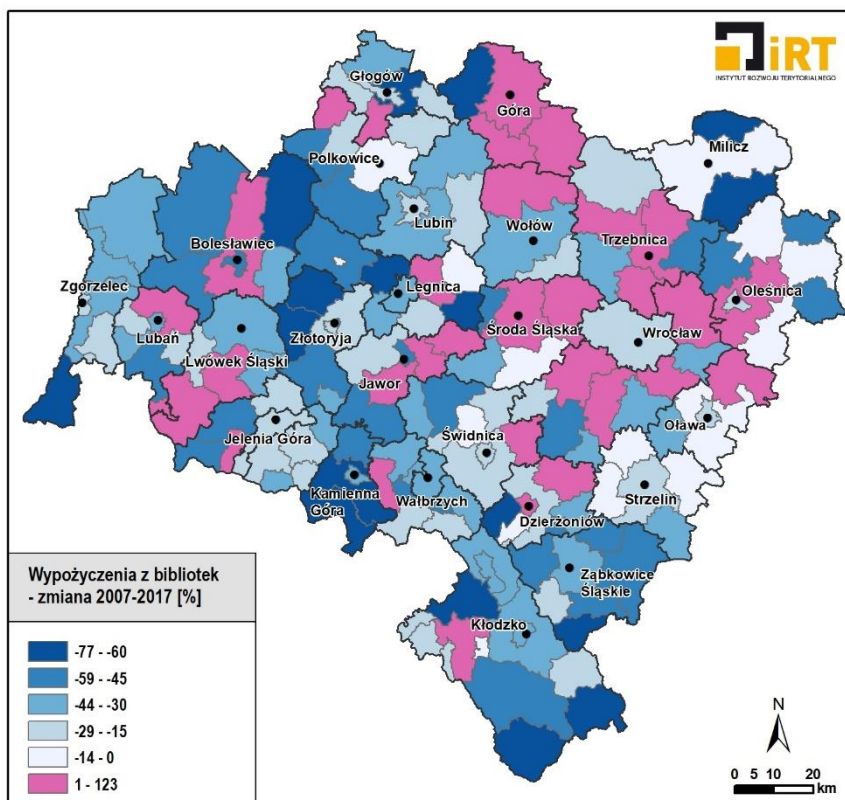 iRT
INSTYTUT ROZWOJU TERYTORIALNEGO
Głogów
Góra
Milicz
Polkowice
Lubin
Wołów
Trzebnica
Bolesławiec
Zgorzelec
Legnica
Oleśnica
Lubań
Złotoryja
Środa Śląska
Wrocław
Lwówek Śląski
Jawor
Oława
Jelenia Góra
Świdnica
Strzelin
Kamienna
Góra
Wałbrzych
Dzierżoniów
Ząbkowice
Śląskie
Kłodzko
Wypożyczenia z bibliotek
- zmiana 2007-2017 [%]
-77 - -60
-59 - -45
-44 - -30
-29 - -15
-14 - 0
1 - 123
N
0 5 10 20
km